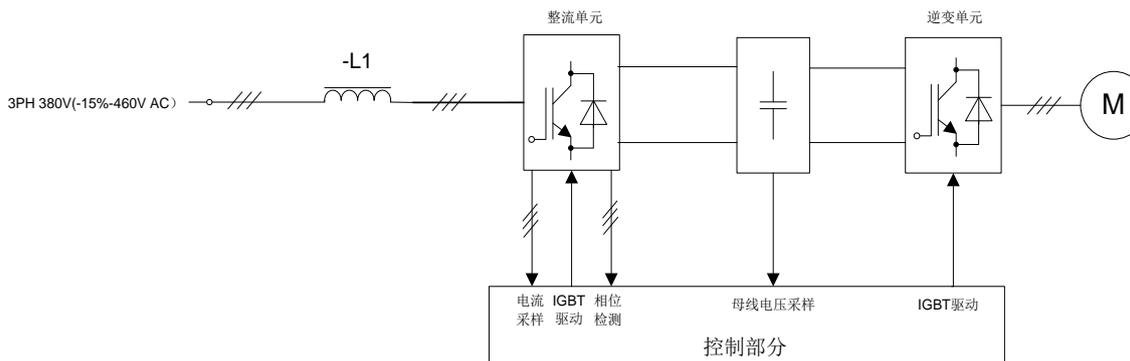 整流单元
逆变单元
-L1
3PH 380V(-15%-460V AC）
M
电流
采样
IGBT
驱动
相位
检测
母线电压采样
IGBT驱动
控制部分